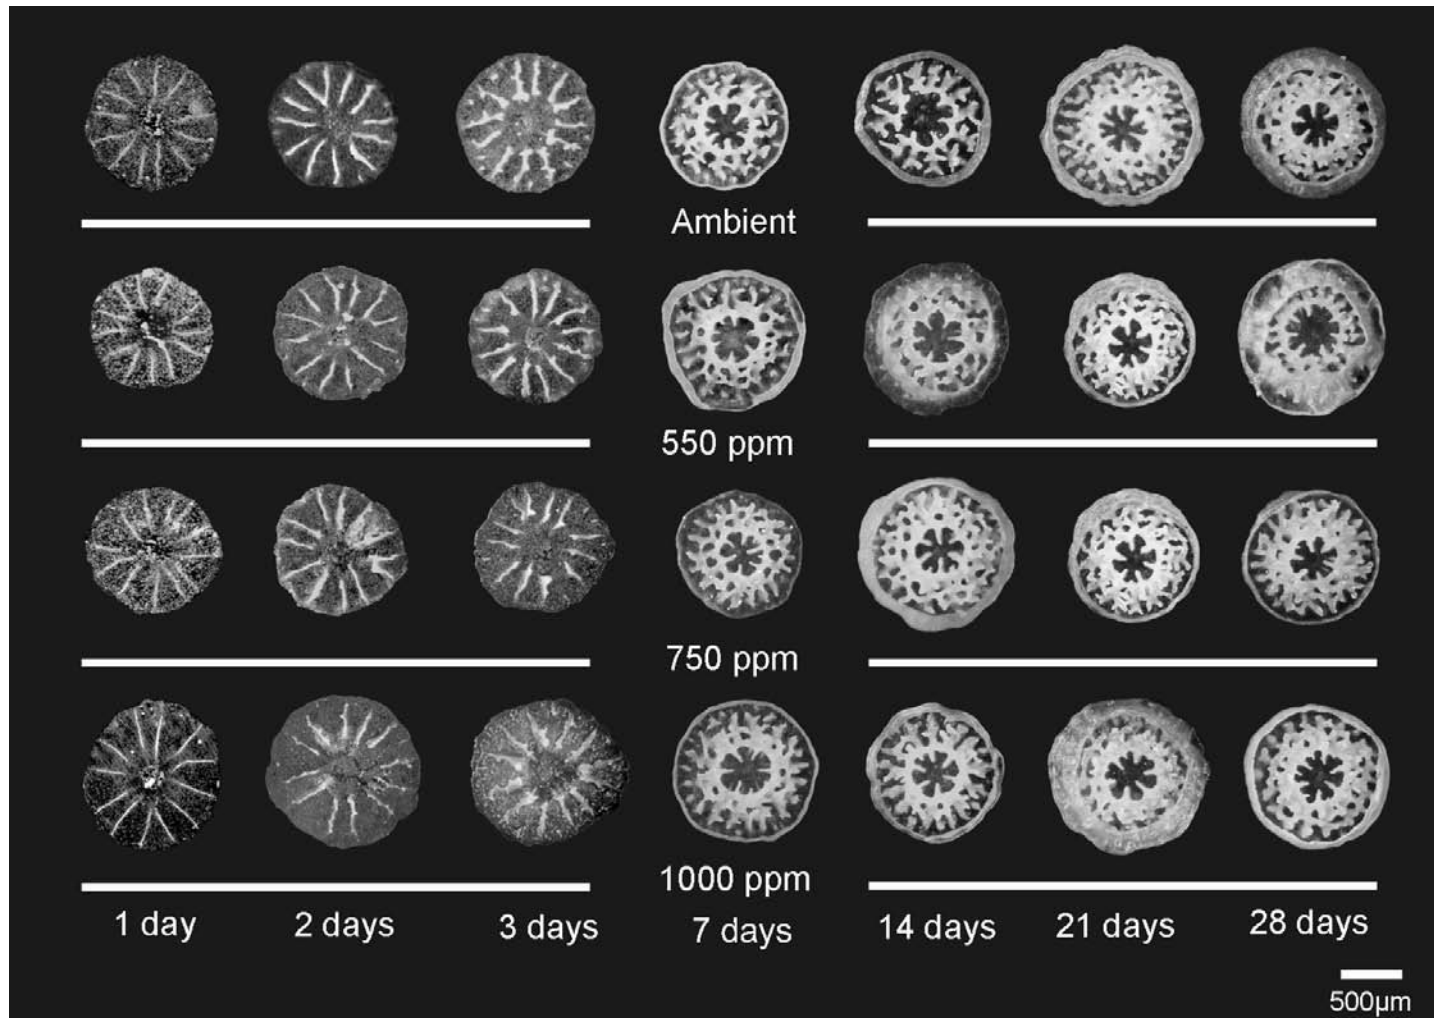 Ambient
550 ppm
750 ppm
1000 ppm
1 day 2 days 3 days 7 days 14 days 21 days 28 days
500µm